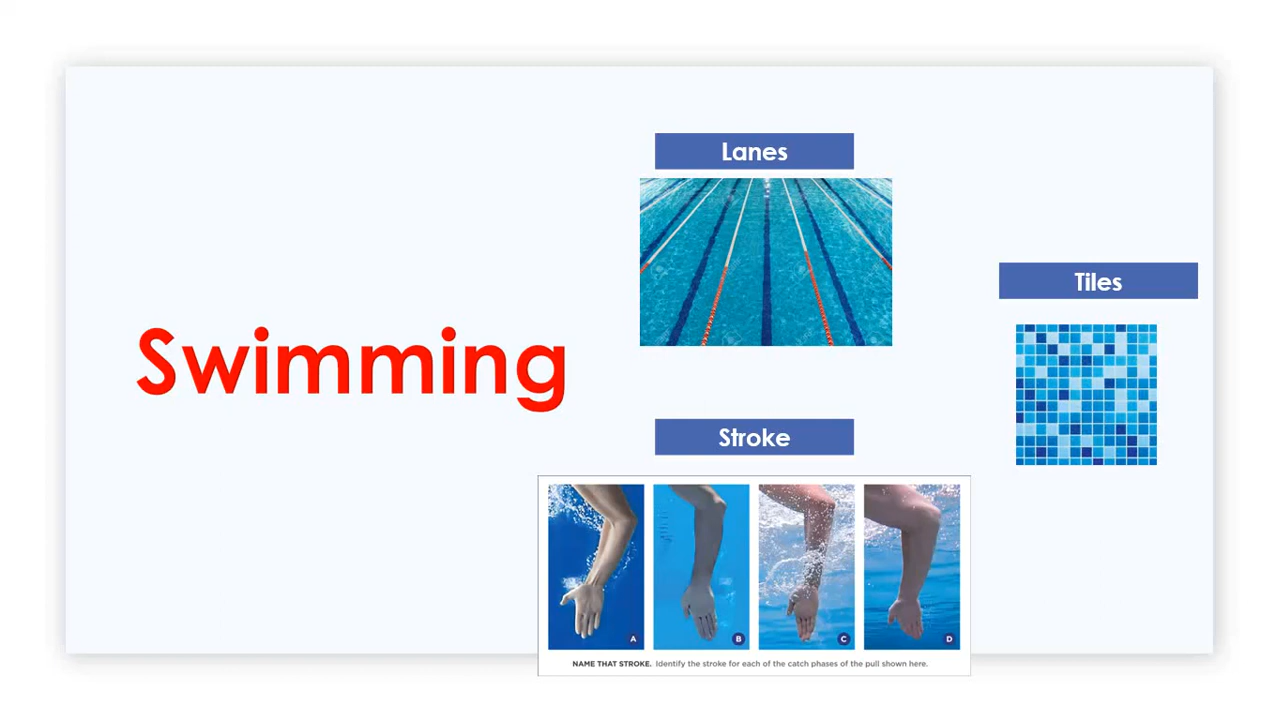 Swimming
Lanes
Tiles
Stroke
A
B
C
D
NAME THAT STROKE. Identify the stroke for each of the catch phases of the pull shown here.